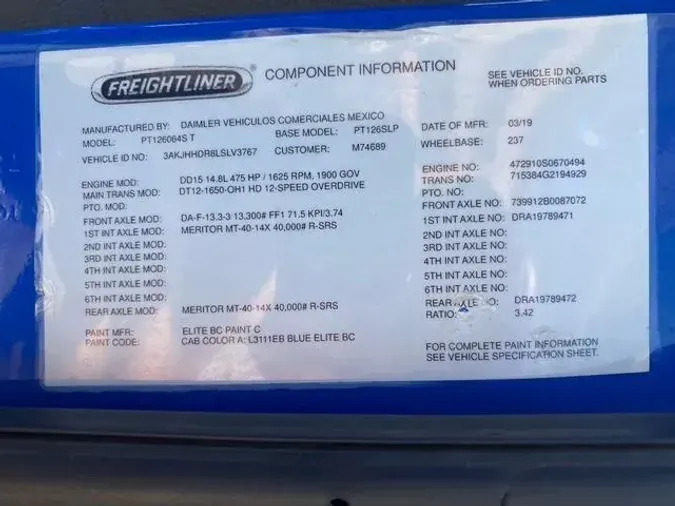 FREIGHTLINER COMPONENT INFORMATION SEE VEHICLE ID NO.
WHEN ORDERING PARTS
MANUFACTURED BY: DAIMLER VEHICULOS COMERCIALES MEXICO DATE OF MFR: 03/19
MODEL: PT126064S T BASE MODEL: PT126SLP WHEELBASE: 237
VEHICLE ID NO: 3AKJHHDR8LSLV3767 CUSTOMER: M74689
ENGINE MOD: DD15 14.8L 475 HP / 1625 RPM, 1900 GOV ENGINE NO: 472910S0670494
MAIN TRANS MOD: DT12-1650-OH1 HD 12-SPEED OVERDRIVE TRANS NO: 715384G2194929
PTO. MOD: PTO. NO:
FRONT AXLE MOD: DA-F-13.3-3 13,300# FF1 71.5 KPI/3.74 FRONT AXLE NO: 739912B0087072
1ST INT AXLE MOD: MERITOR MT-40-14X 40,000# R-SRS 1ST INT AXLE NO: DRA19789471
2ND INT AXLE MOD: 2ND INT AXLE NO:
3RD INT AXLE MOD: 3RD INT AXLE NO:
4TH INT AXLE MOD: 4TH INT AXLE NO:
5TH INT AXLE MOD: 5TH INT AXLE NO:
6TH INT AXLE MOD: 6TH INT AXLE NO:
REAR AXLE MOD: MERITOR MT-40-14X 40,000# R-SRS REAR AXLE NO: DRA19789472
RATIO: 3.42
PAINT MFR: ELITE BC PAINT C
PAINT CODE: CAB COLOR A: L3111EB BLUE ELITE BC FOR COMPLETE PAINT INFORMATION
SEE VEHICLE SPECIFICATION SHEET.